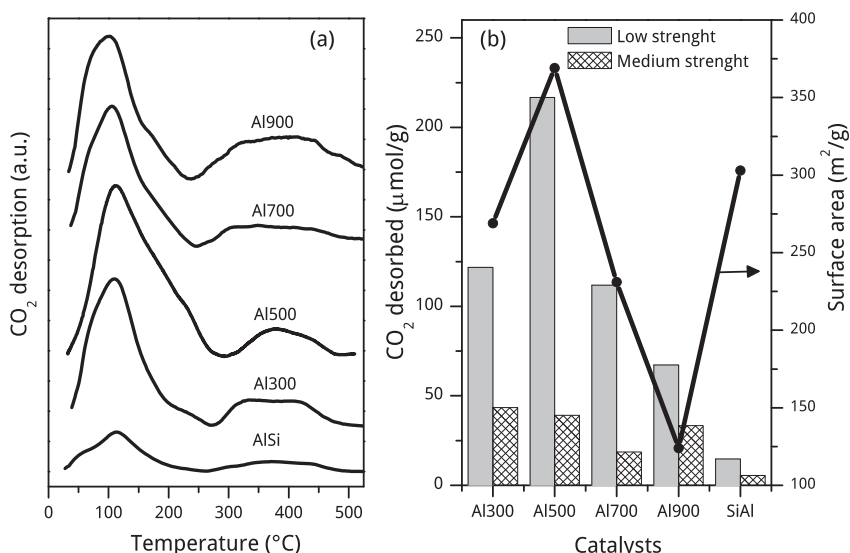 (a)
CO2 desorption (a.u.)
Al900
Al700
Al500
Al300
AlSi
0 100 200 300 400 500
Temperature (°C)
(b)
Low strenght
Medium strenght
CO2 desorbed (μmol/g)
250
200
150
100
50
0
400
350
300
250
200
150
100
Surface area (m2/g)
Al300 Al500 Al700 Al900 SiAl
Catalysts